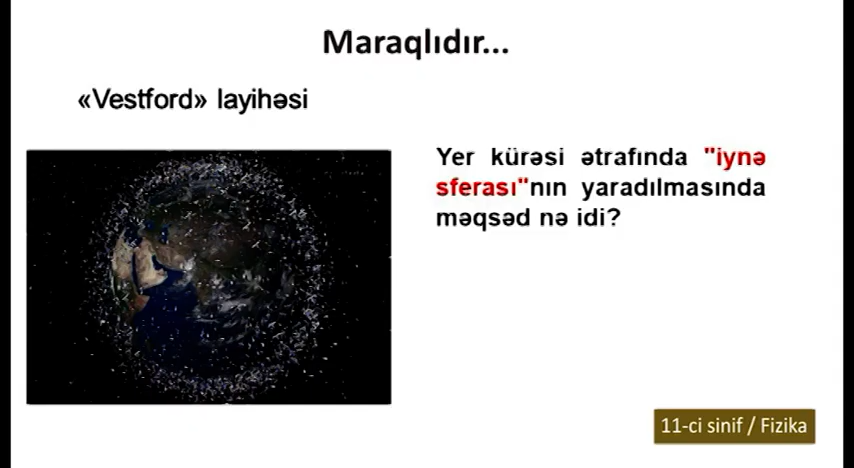 Maraqlıdır...
«Vestford» layihəsi
Yer kürəsi ətrafında "iynə
sferası"nın yaradılmasında
məqsəd nə idi?
11-ci sinif / Fizika